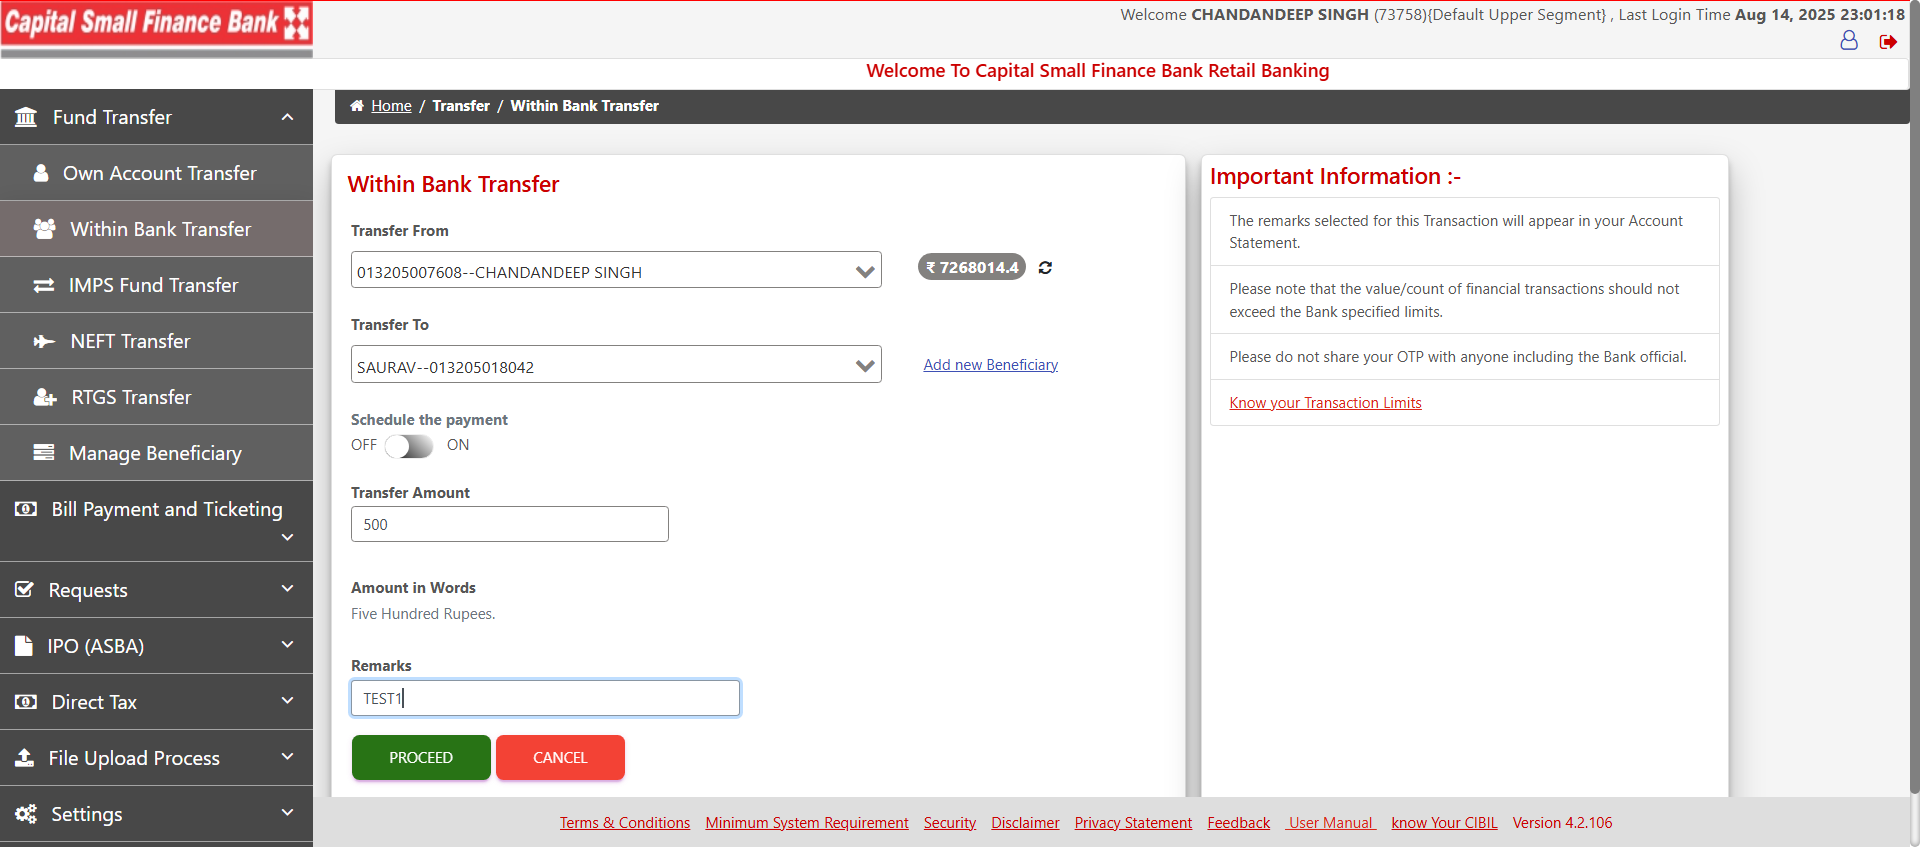 Capital Small Finance Bank
Welcome CHANDANDEEP SINGH (73758){Default Upper Segment} , Last Login Time Aug 14, 2025 23:01:18
Welcome To Capital Small Finance Bank Retail Banking
Fund Transfer
Own Account Transfer
Within Bank Transfer
IMPS Fund Transfer
NEFT Transfer
RTGS Transfer
Manage Beneficiary
Bill Payment and Ticketing
Requests
IPO (ASBA)
Direct Tax
File Upload Process
Settings
Home / Transfer / Within Bank Transfer
Within Bank Transfer
Transfer From
013205007608--CHANDANDEEP SINGH
₹ 7268014.4
Transfer To
SAURAV--013205018042
Add new Beneficiary
Schedule the payment
OFF ON
Transfer Amount
500
Amount in Words
Five Hundred Rupees.
Remarks
TEST1
PROCEED CANCEL
Important Information :-
The remarks selected for this Transaction will appear in your Account
Statement.
Please note that the value/count of financial transactions should not
exceed the Bank specified limits.
Please do not share your OTP with anyone including the Bank official.
Know your Transaction Limits
Terms & Conditions Minimum System Requirement Security Disclaimer Privacy Statement Feedback User Manual know Your CIBIL Version 4.2.106